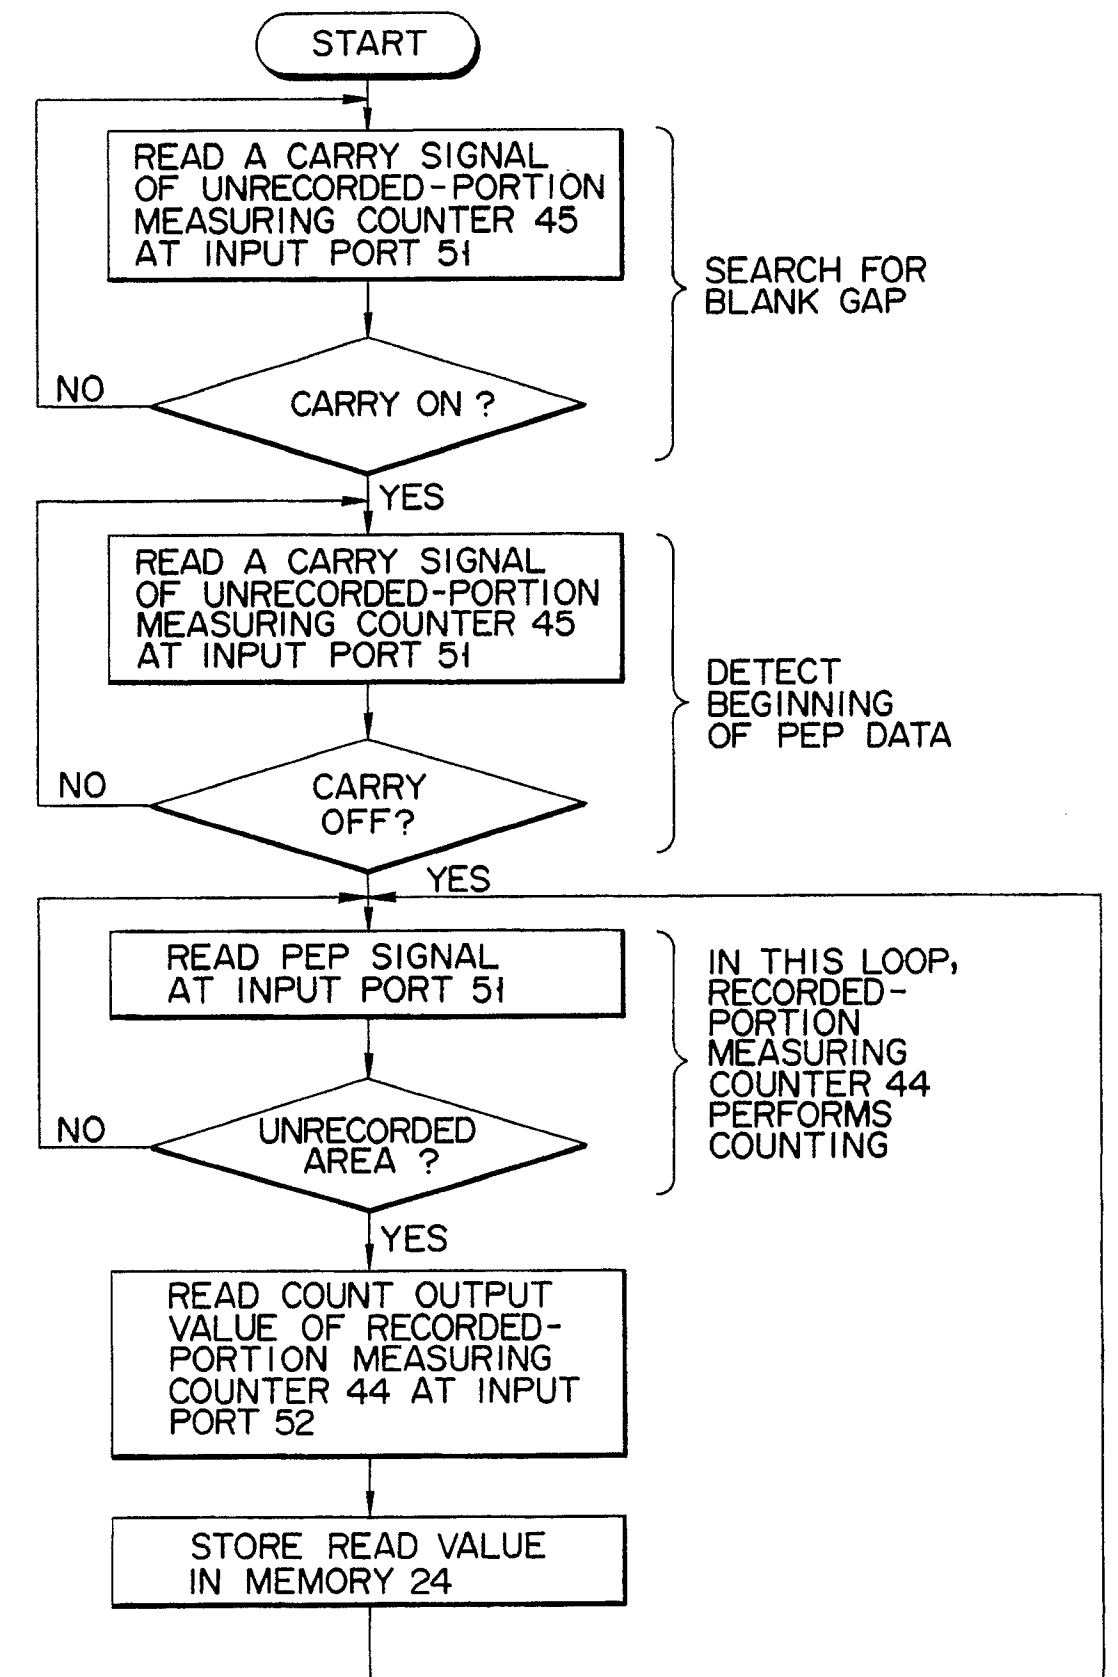 START
READ A CARRY SIGNAL
OF UNRECORDED-PORTION
MEASURING COUNTER 45
AT INPUT PORT 51
SEARCH FOR
BLANK GAP
NO
CARRY ON ?
YES
READ A CARRY SIGNAL
OF UNRECORDED-PORTION
MEASURING COUNTER 45
AT INPUT PORT 51
DETECT
BEGINNING
OF PEP DATA
NO
CARRY
OFF?
YES
READ PEP SIGNAL
AT INPUT PORT 51
IN THIS LOOP,
RECORDED-
PORTION
MEASURING
COUNTER 44
PERFORMS
COUNTING
NO
UNRECORDED
AREA ?
YES
READ COUNT OUTPUT
VALUE OF RECORDED-
PORTION MEASURING
COUNTER 44 AT INPUT
PORT 52
STORE READ VALUE
IN MEMORY 24